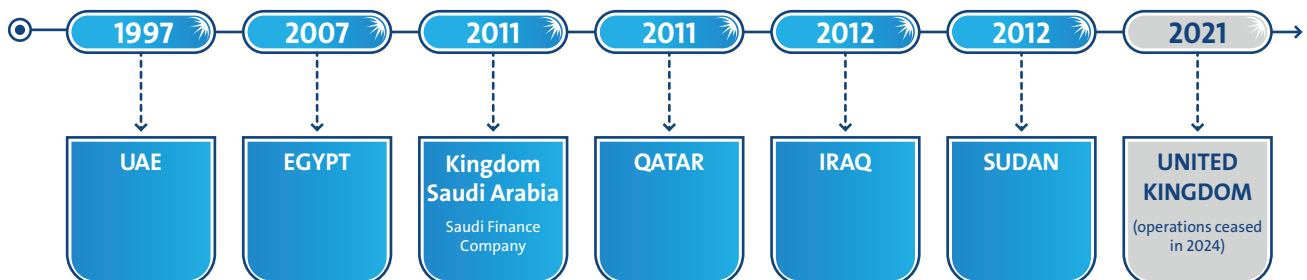 1997
2007
2011
2011
2012
2012
2021
UAE
EGYPT
Kingdom
Saudi Arabia
Saudi Finance
Company
QATAR
IRAQ
SUDAN
UNITED
KINGDOM
(operations ceased
in 2024)